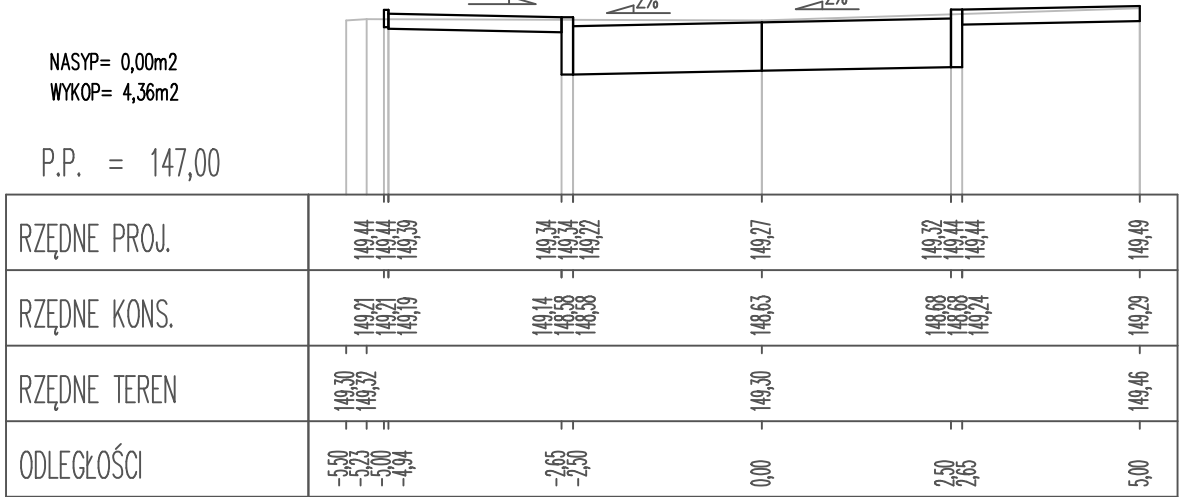 2% 2%
NASYP= 0,00m2
WYKOP= 4,36m2
P.P. = 147,00
RZĘDNE PROJ. 149,44 149,44 149,39 149,34 149,34 149,22 149,27 149,32 149,44 149,44 149,49
RZĘDNE KONS. 149,21 149,21 149,19 149,14 148,58 148,58 148,63 148,68 148,68 149,24 149,29
RZĘDNE TEREN 149,30 149,32 149,30 149,46
ODLEGŁOŚCI -5,50 -5,23 -5,00 -4,94 -2,65 -2,50 0,00 2,50 2,65 5,00